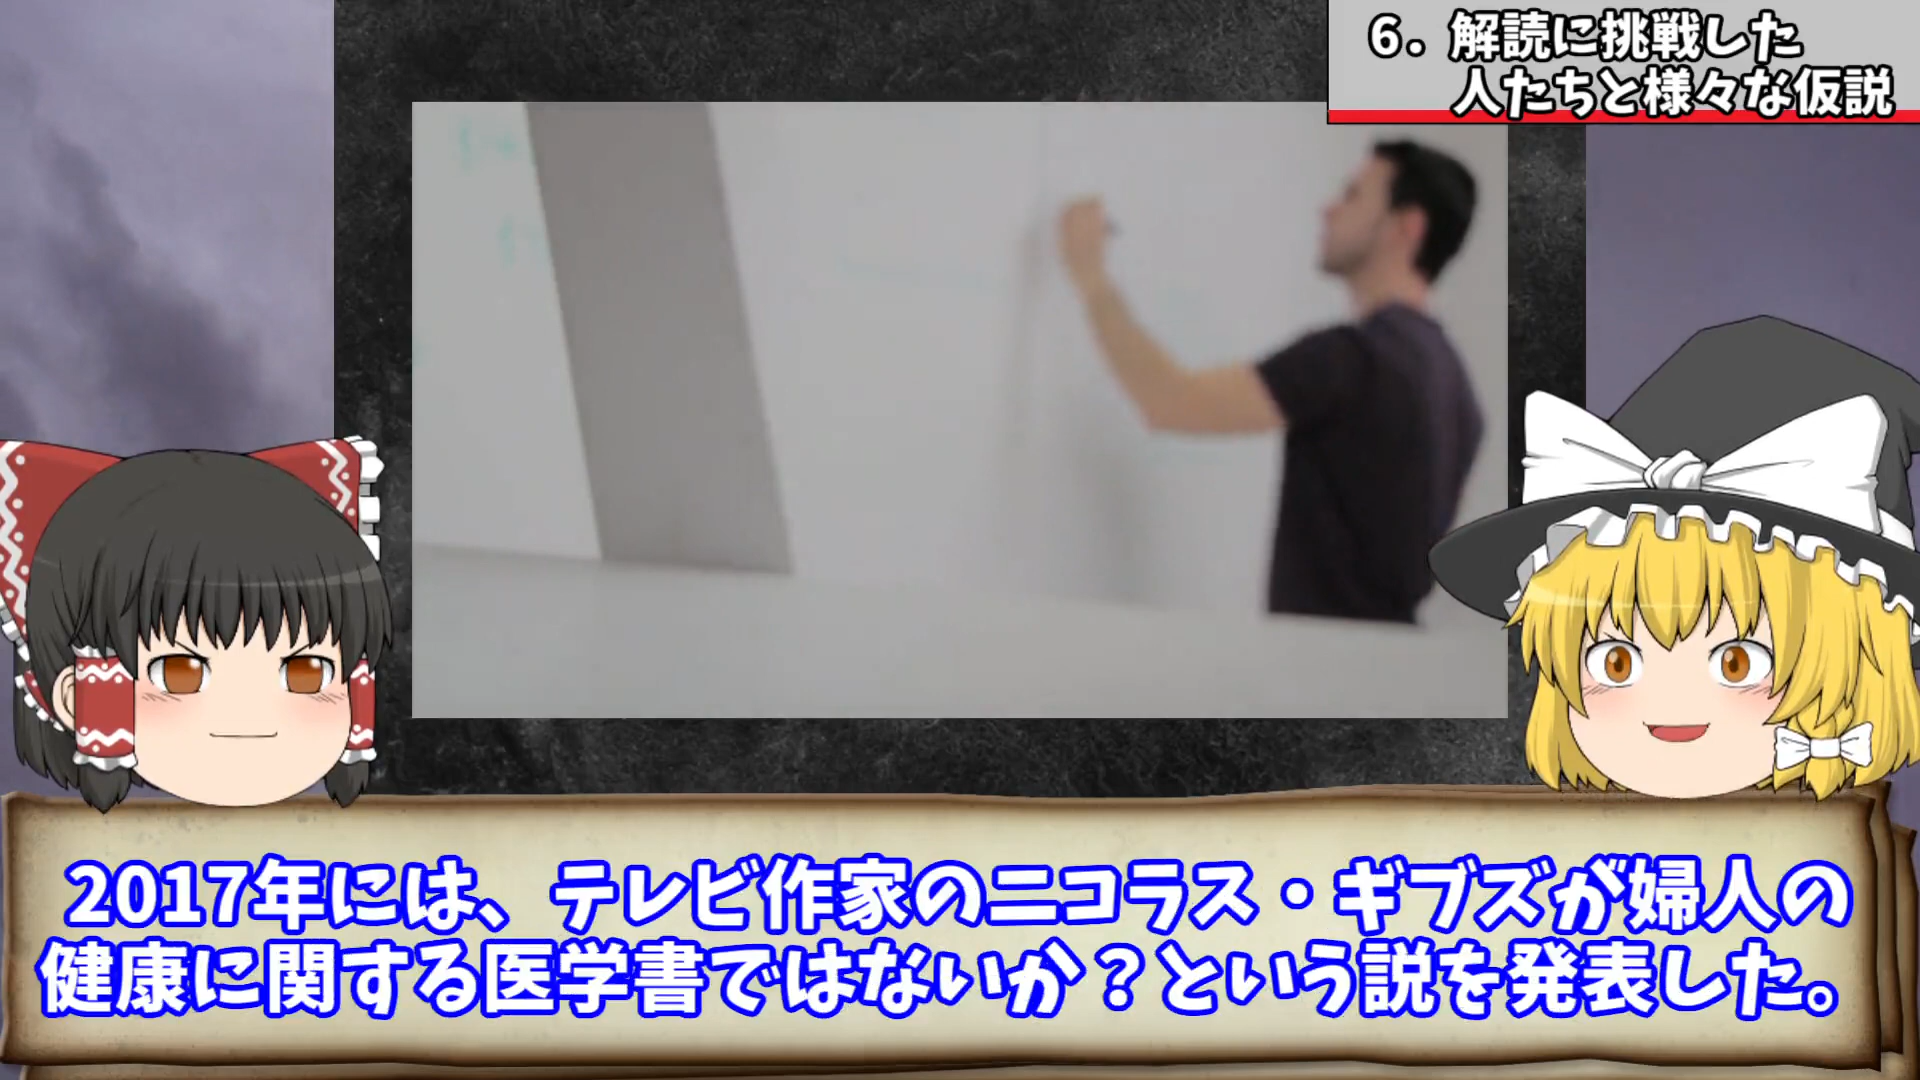 6．解読に挑戦した
人たちと様々な仮説
2017年には、テレビ作家のニコラス・ギブズが婦人の
健康に関する医学書ではないか？という説を発表した。